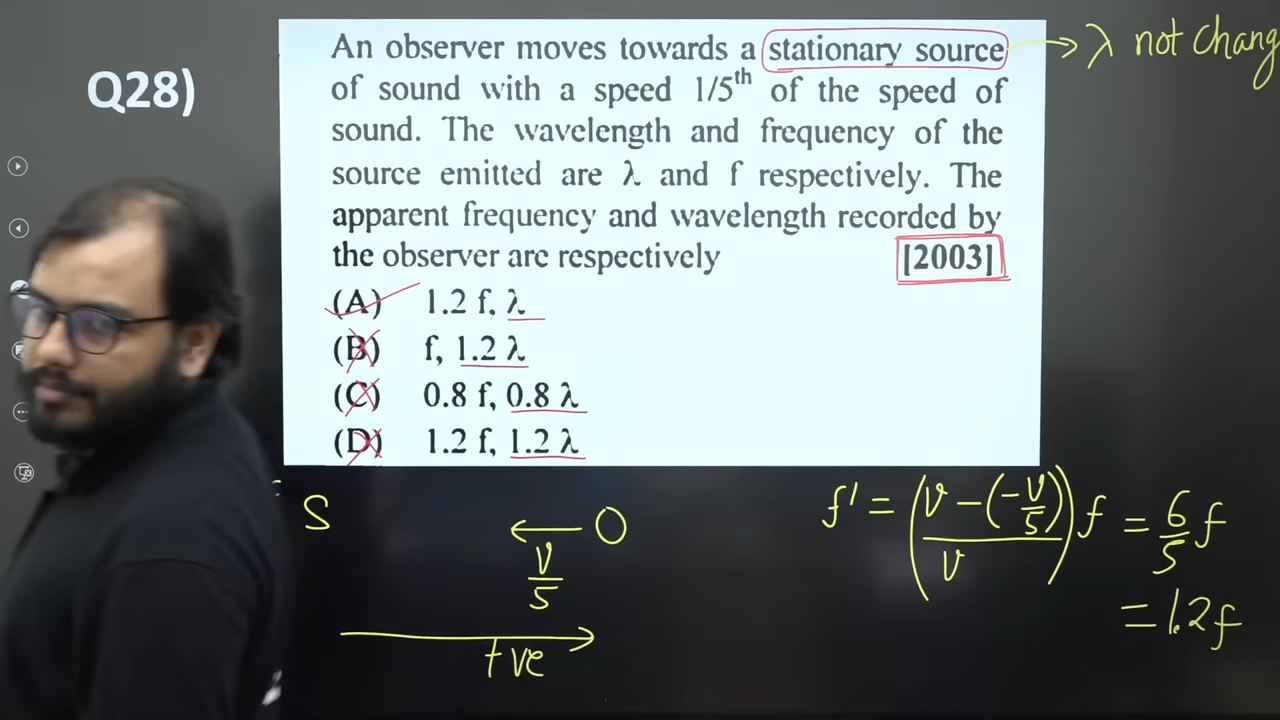 Q28)
An observer moves towards a stationary source
of sound with a speed 1/5th of the speed of
sound. The wavelength and frequency of the
source emitted are λ and f respectively. The
apparent frequency and wavelength recorded by
the observer are respectively [2003]
(A) 1.2 f, λ
(B) f, 1.2 λ
(C) 0.8 f, 0.8 λ
(D) 1.2 f, 1.2 λ
→ λ not chang
S ← O
v/5
→
+ve
f' = ((v - (-v/5))/v) f = 6/5 f
= 1.2f